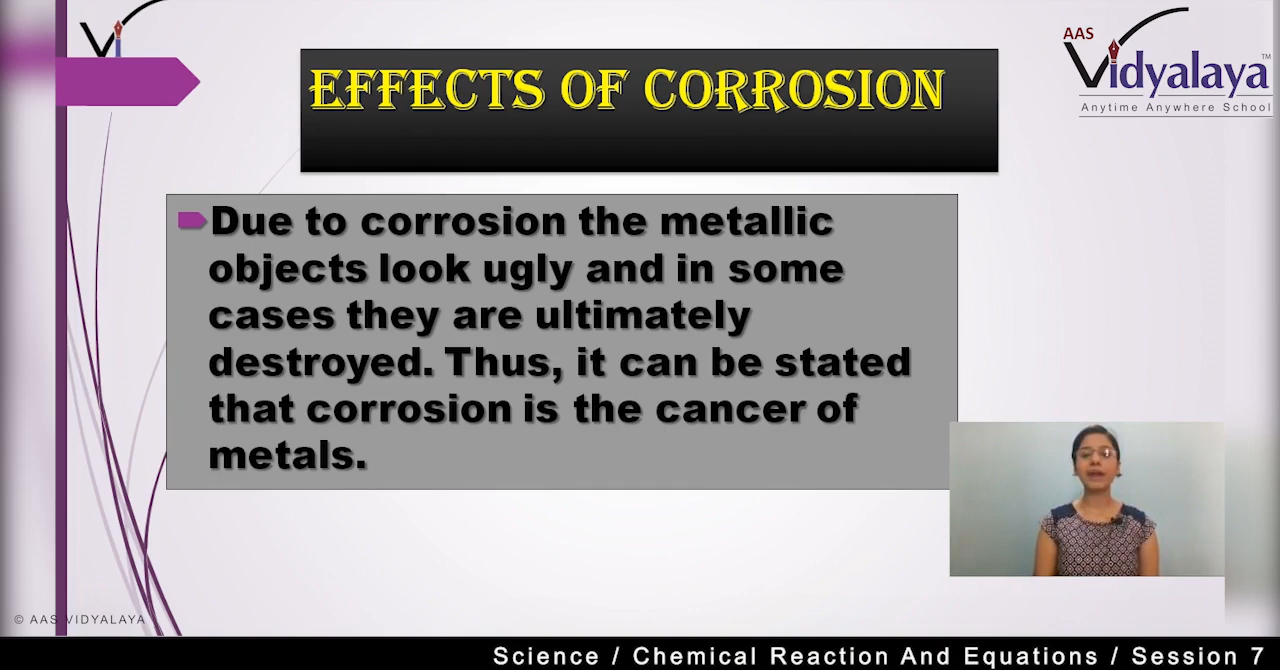 Vi
AAS
Vidyalaya™
Anytime Anywhere School
EFFECTS OF CORROSION
Due to corrosion the metallic
objects look ugly and in some
cases they are ultimately
destroyed. Thus, it can be stated
that corrosion is the cancer of
metals.
© AAS VIDYALAYA
Science / Chemical Reaction And Equations / Session 7